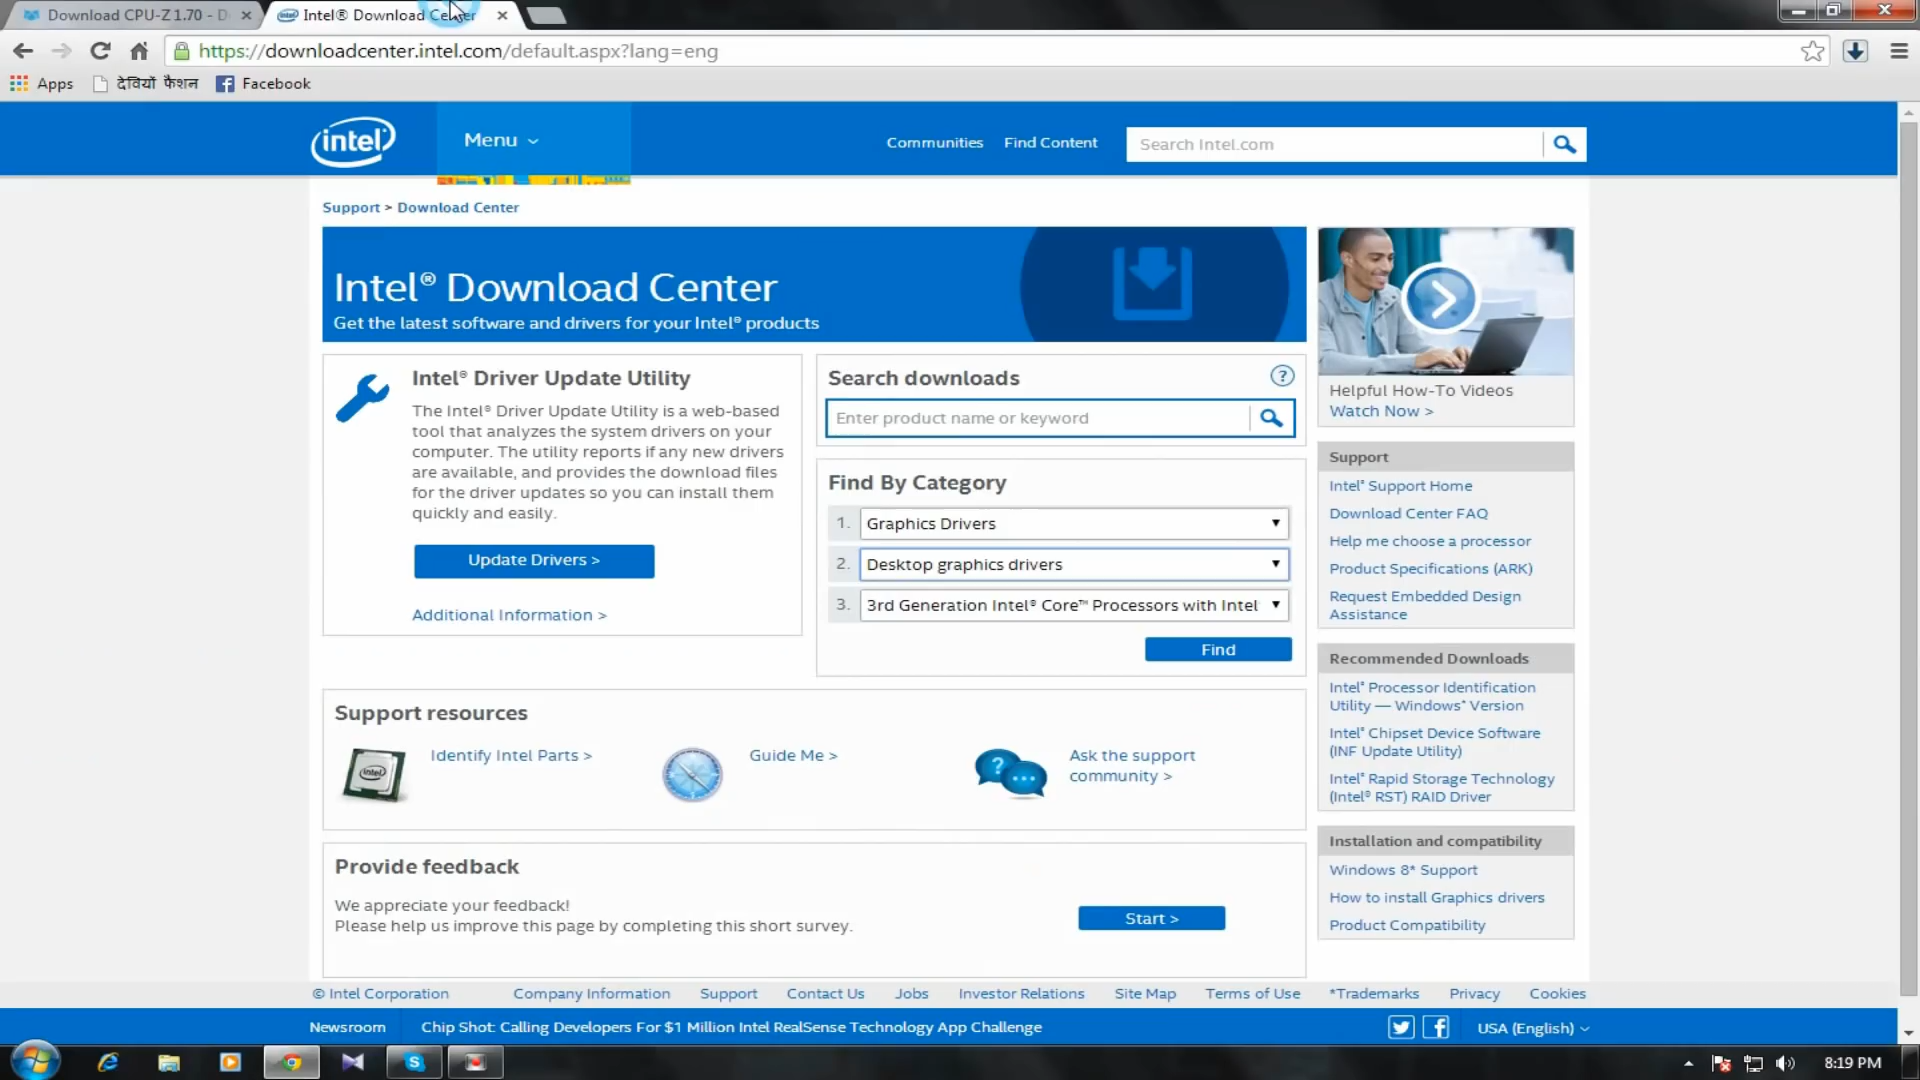 Download CPU-Z 1.70 - D
Intel® Download Center
https://downloadcenter.intel.com/default.aspx?lang=eng
Apps
देवियों फैशन
Facebook
intel
Menu
Communities
Find Content
Search Intel.com
Support > Download Center
Intel® Download Center
Get the latest software and drivers for your Intel® products
Intel® Driver Update Utility
The Intel® Driver Update Utility is a web-based
tool that analyzes the system drivers on your
computer. The utility reports if any new drivers
are available, and provides the download files
for the driver updates so you can install them
quickly and easily.
Update Drivers >
Additional Information >
Search downloads
?
Enter product name or keyword
Find By Category
1. Graphics Drivers
2. Desktop graphics drivers
3. 3rd Generation Intel® Core™ Processors with Intel
Find
Helpful How-To Videos
Watch Now >
Support
Intel® Support Home
Download Center FAQ
Help me choose a processor
Product Specifications (ARK)
Request Embedded Design
Assistance
Recommended Downloads
Intel® Processor Identification
Utility — Windows* Version
Intel® Chipset Device Software
(INF Update Utility)
Intel® Rapid Storage Technology
(Intel® RST) RAID Driver
Installation and compatibility
Windows 8* Support
How to install Graphics drivers
Product Compatibility
Support resources
intel
Identify Intel Parts >
Guide Me >
?
Ask the support
community >
Provide feedback
We appreciate your feedback!
Please help us improve this page by completing this short survey.
Start >
© Intel Corporation
Company Information
Support
Contact Us
Jobs
Investor Relations
Site Map
Terms of Use
*Trademarks
Privacy
Cookies
Newsroom
Chip Shot: Calling Developers For $1 Million Intel RealSense Technology App Challenge
USA (English)
8:19 PM